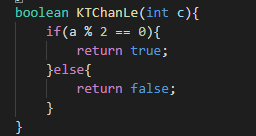 boolean KTChanLe(int c){
    if(a % 2 == 0){
        return true;
    }else{
        return false;
    }
}